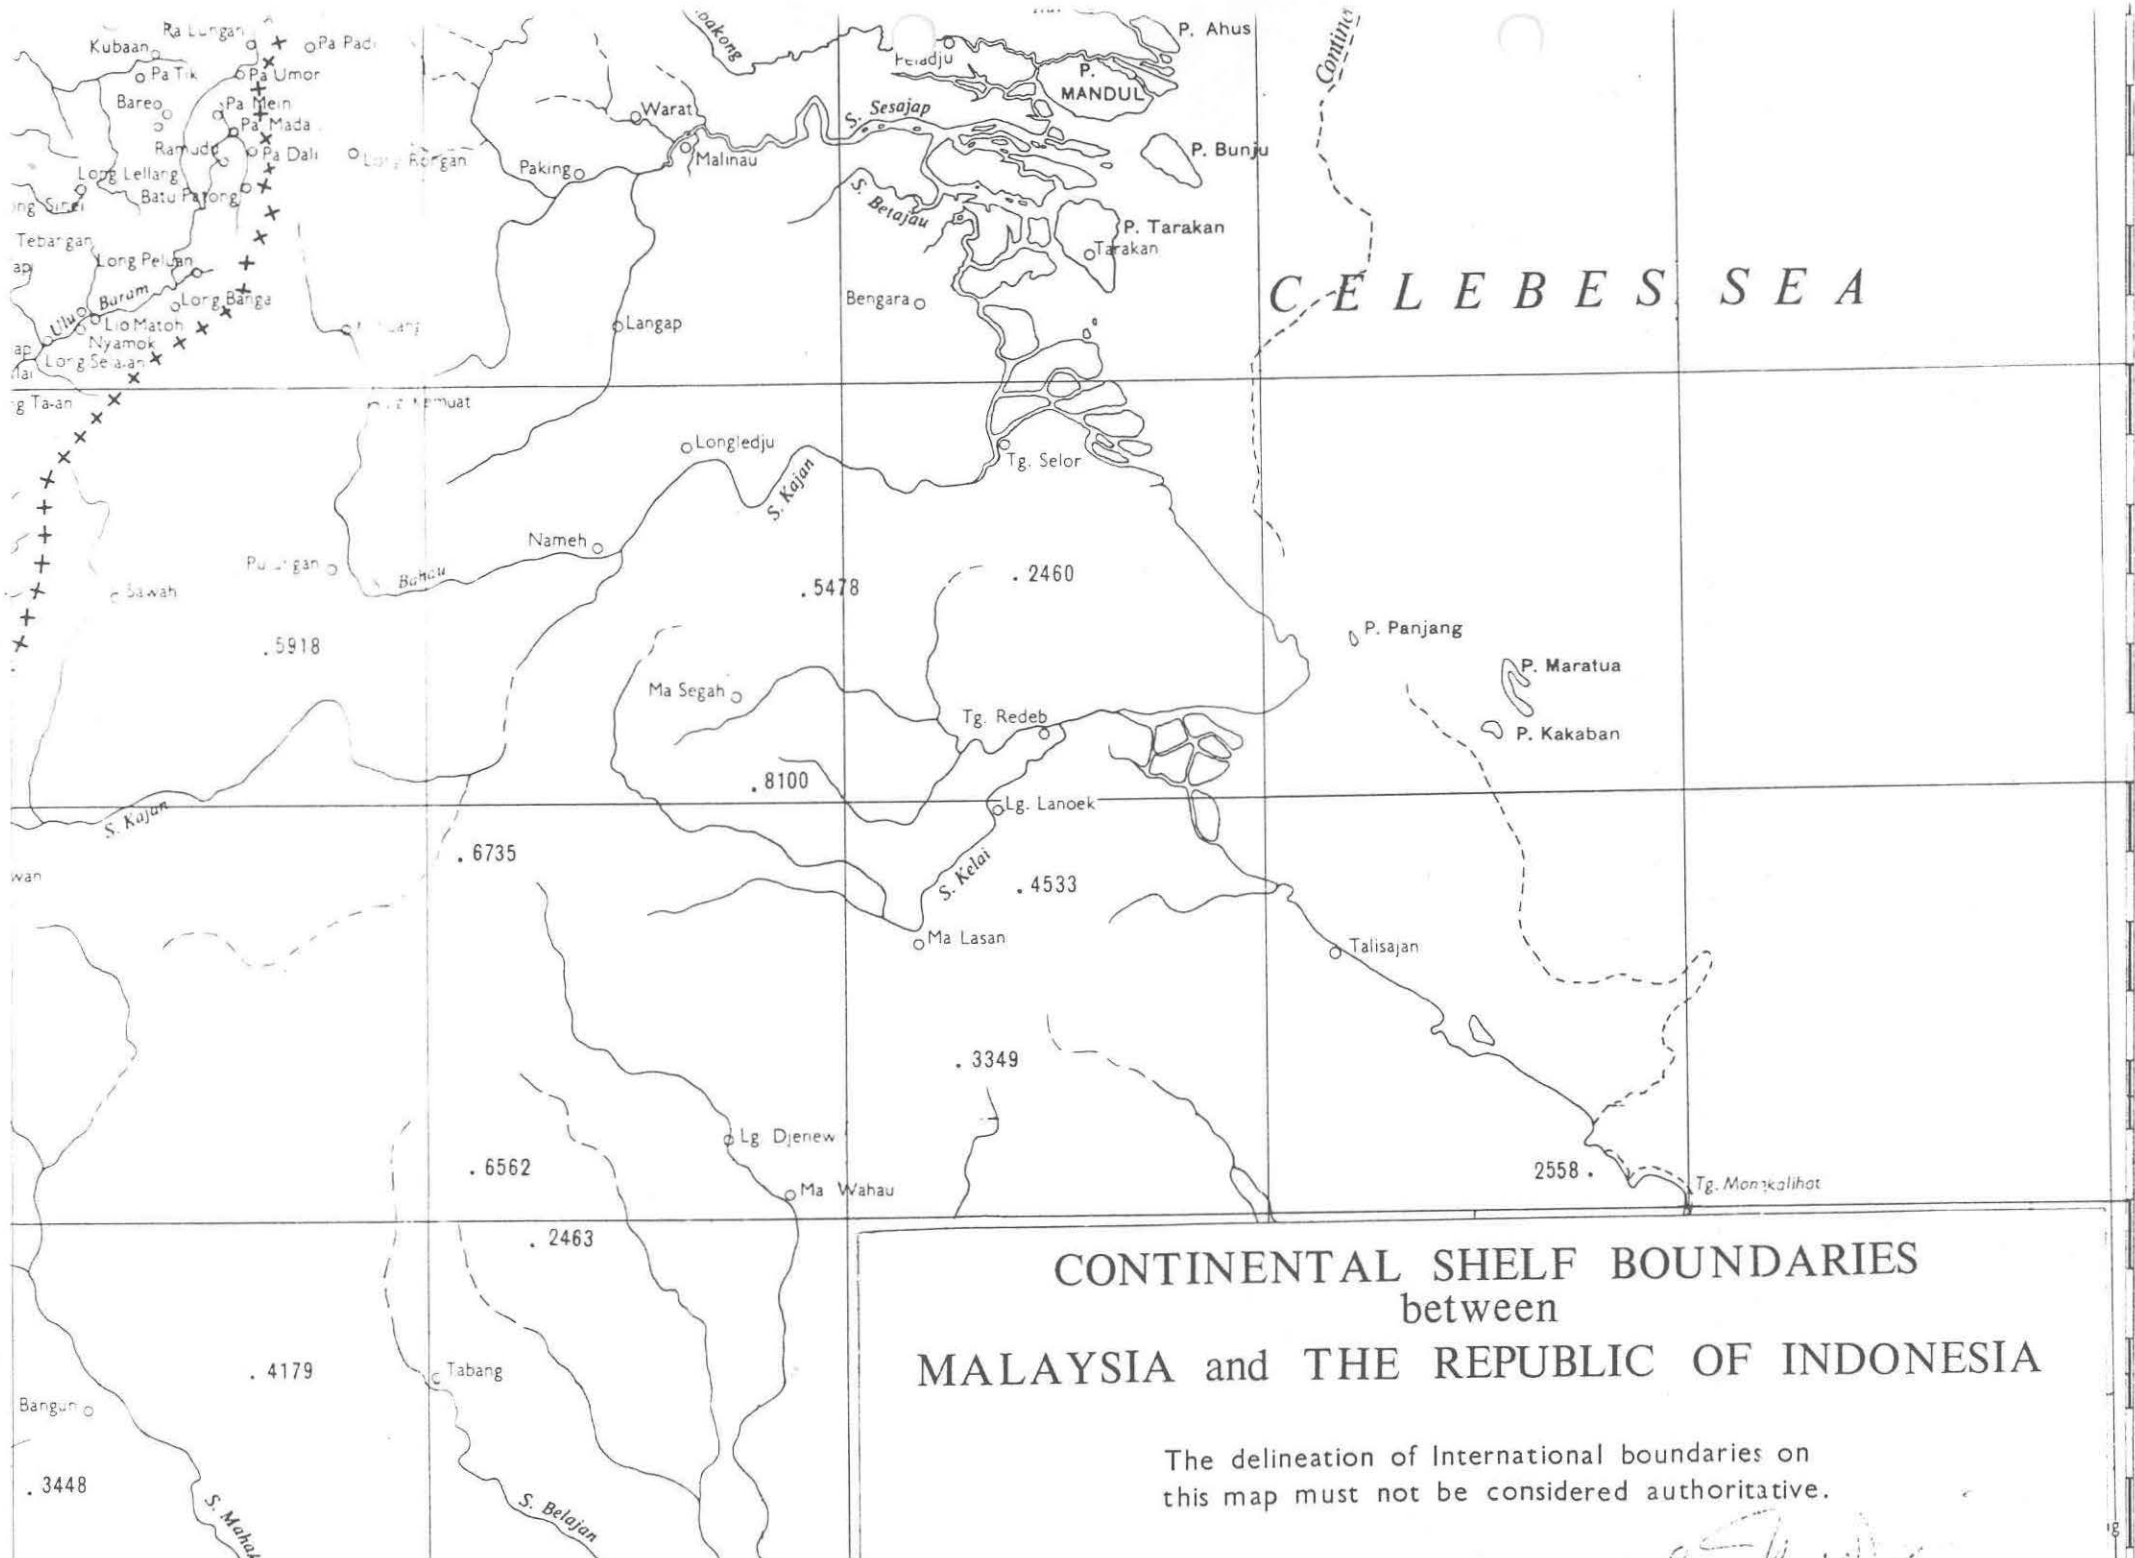 Ra Lungan
Pa Padi
Kubaan
Pa Tik
Pa Umor
Bareo
Pa Mein
Pa Mada
Ramudu
Pa Dali
Long Lellang
Batu Patong
Tebangan
Long Peluan
Ulu Baram
Long Banga
Lio Matoh
Nyamok
g Ta-an
P. Ahus
P.
MANDUL
S. Sesajap
Warat
Malinau
Paking
P. Bunju
S. Betajau
P. Tarakan
Tarakan
Bengara
Langap
Continen
CELEBES SEA
Longledju
S. Kajan
Tg. Selor
Nameh
Bahau
Sawah
.5918
.5478
.2460
P. Panjang
P. Maratua
P. Kakaban
Ma Segah
Tg. Redeb
.8100
Lg. Lanoek
S. Kajan
.6735
wan
S. Kelai
.4533
Ma Lasan
Talisajan
.3349
Lg. Djenew
.6562
Ma Wahau
2558.
.2463
.4179
Tabang
Bangun
.3448
S. Belajan
CONTINENTAL SHELF BOUNDARIES
between
MALAYSIA and THE REPUBLIC OF INDONESIA
The delineation of International boundaries on
this map must not be considered authoritative.